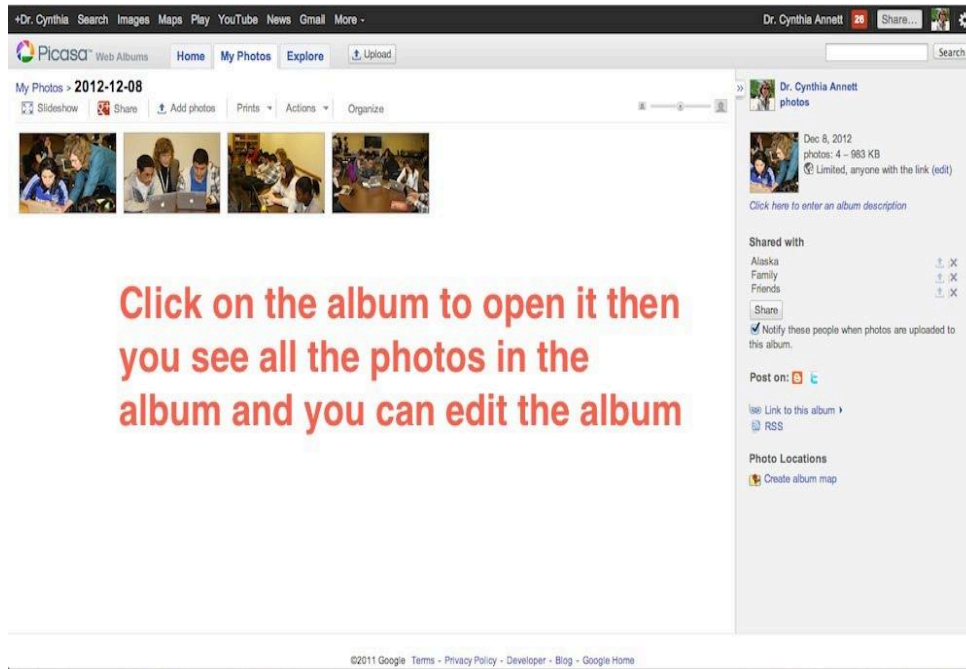 +Dr. Cynthia Search Images Maps Play YouTube News Gmail More -
Dr. Cynthia Annett 26 Share...
Picasa™ Web Albums Home My Photos Explore Upload
Search
My Photos > 2012-12-08
Slideshow Share Add photos Prints Actions Organize
Dr. Cynthia Annett
photos
Dec 8, 2012
photos: 4 – 983 KB
Limited, anyone with the link (edit)
Click here to enter an album description
Click on the album to open it then
you see all the photos in the
album and you can edit the album
Shared with
Alaska
Family
Friends
Share
Notify these people when photos are uploaded to
this album.
Post on:
Link to this album
RSS
Photo Locations
Create album map
©2011 Google Terms - Privacy Policy - Developer - Blog - Google Home